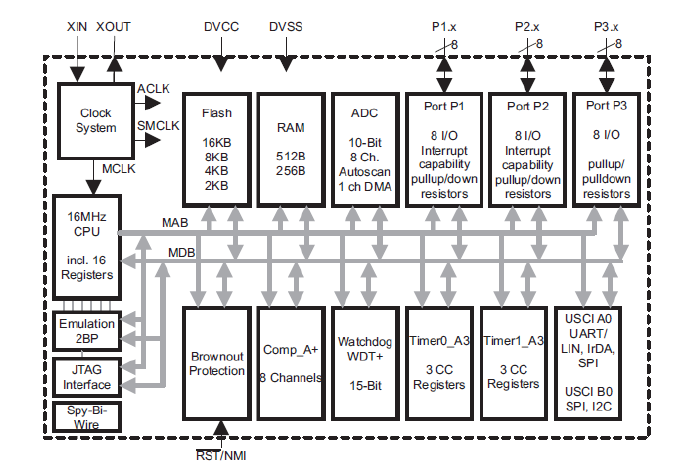 XIN XOUT DVCC DVSS P1.x P2.x P3.x
8 8 8
Clock
System
ACLK
SMCLK
MCLK
Flash
16KB
8KB
4KB
2KB
RAM
512B
256B
ADC
10-Bit
8 Ch.
Autoscan
1 ch DMA
Port P1
8 I/O
Interrupt
capability
pullup/down
resistors
Port P2
8 I/O
Interrupt
capability
pullup/down
resistors
Port P3
8 I/O
pullup/
pulldown
resistors
16MHz
CPU
incl. 16
Registers
MAB
MDB
Emulation
2BP
JTAG
Interface
Spy-Bi-
Wire
Brownout
Protection
Comp_A+
8 Channels
Watchdog
WDT+
15-Bit
Timer0_A3
3 CC
Registers
Timer1_A3
3 CC
Registers
USCI A0
UART/
LIN, IrDA,
SPI
USCI B0
SPI, I2C
RST/NMI